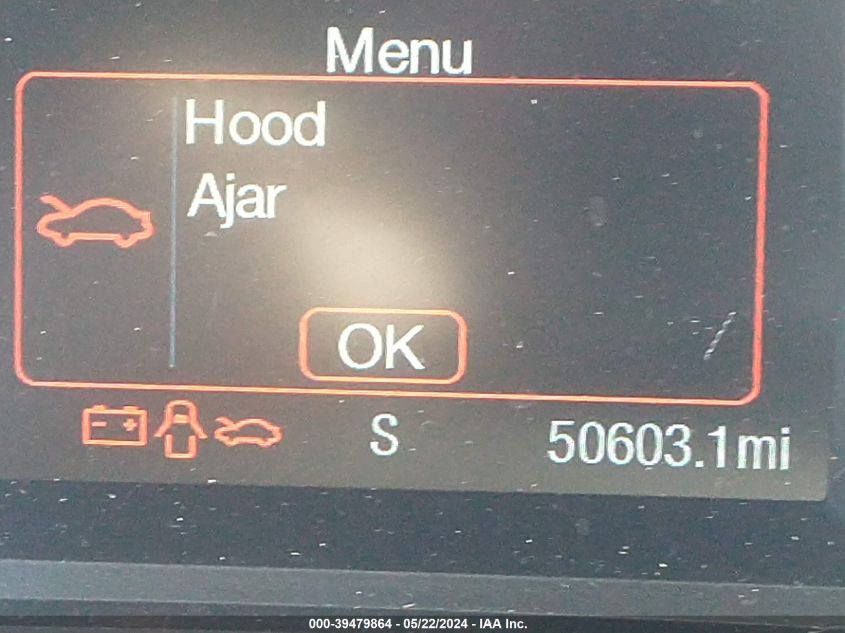 Menu
Hood
Ajar
OK
S
50603.1mi
000-39479864 - 05/22/2024 - IAA Inc.